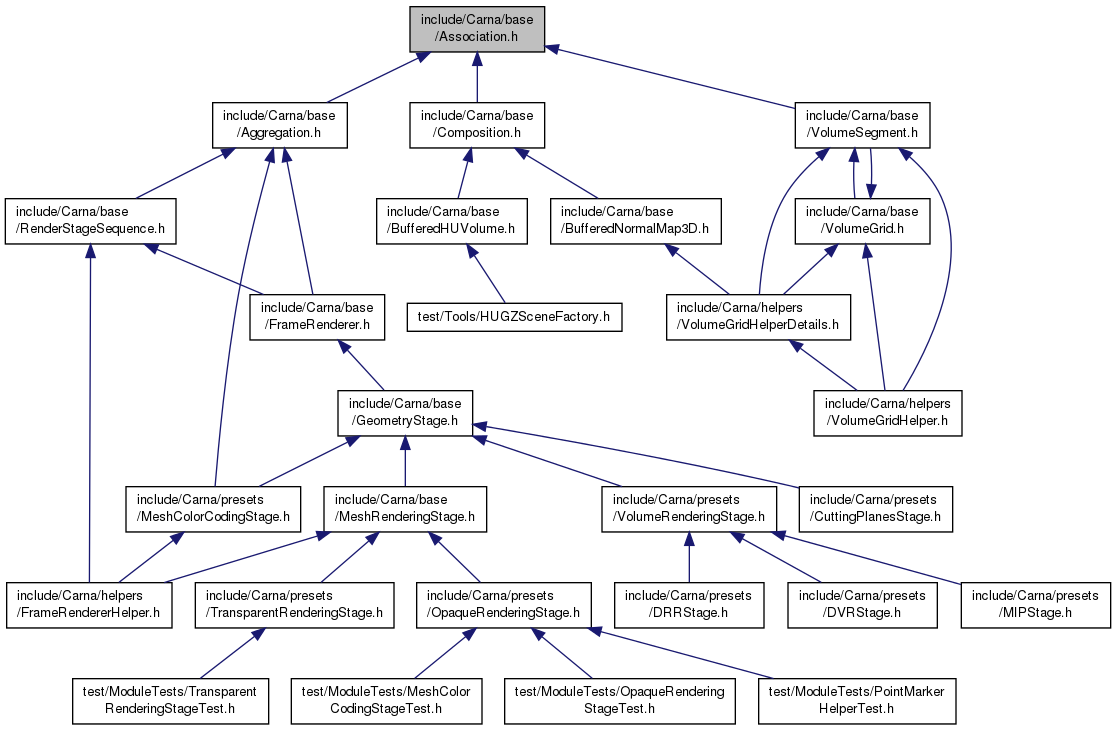 include/Carna/base
/Association.h
include/Carna/base
/Aggregation.h
include/Carna/base
/Composition.h
include/Carna/base
/VolumeSegment.h
include/Carna/base
/RenderStageSequence.h
include/Carna/base
/BufferedHUVolume.h
include/Carna/base
/BufferedNormalMap3D.h
include/Carna/base
/VolumeGrid.h
include/Carna/base
/FrameRenderer.h
test/Tools/HUGZSceneFactory.h
include/Carna/helpers
/VolumeGridHelperDetails.h
include/Carna/base
/GeometryStage.h
include/Carna/helpers
/VolumeGridHelper.h
include/Carna/presets
/MeshColorCodingStage.h
include/Carna/base
/MeshRenderingStage.h
include/Carna/presets
/VolumeRenderingStage.h
include/Carna/presets
/CuttingPlanesStage.h
include/Carna/helpers
/FrameRendererHelper.h
include/Carna/presets
/TransparentRenderingStage.h
include/Carna/presets
/OpaqueRenderingStage.h
include/Carna/presets
/DRRStage.h
include/Carna/presets
/DVRStage.h
include/Carna/presets
/MIPStage.h
test/ModuleTests/Transparent
RenderingStageTest.h
test/ModuleTests/MeshColor
CodingStageTest.h
test/ModuleTests/OpaqueRendering
StageTest.h
test/ModuleTests/PointMarker
HelperTest.h